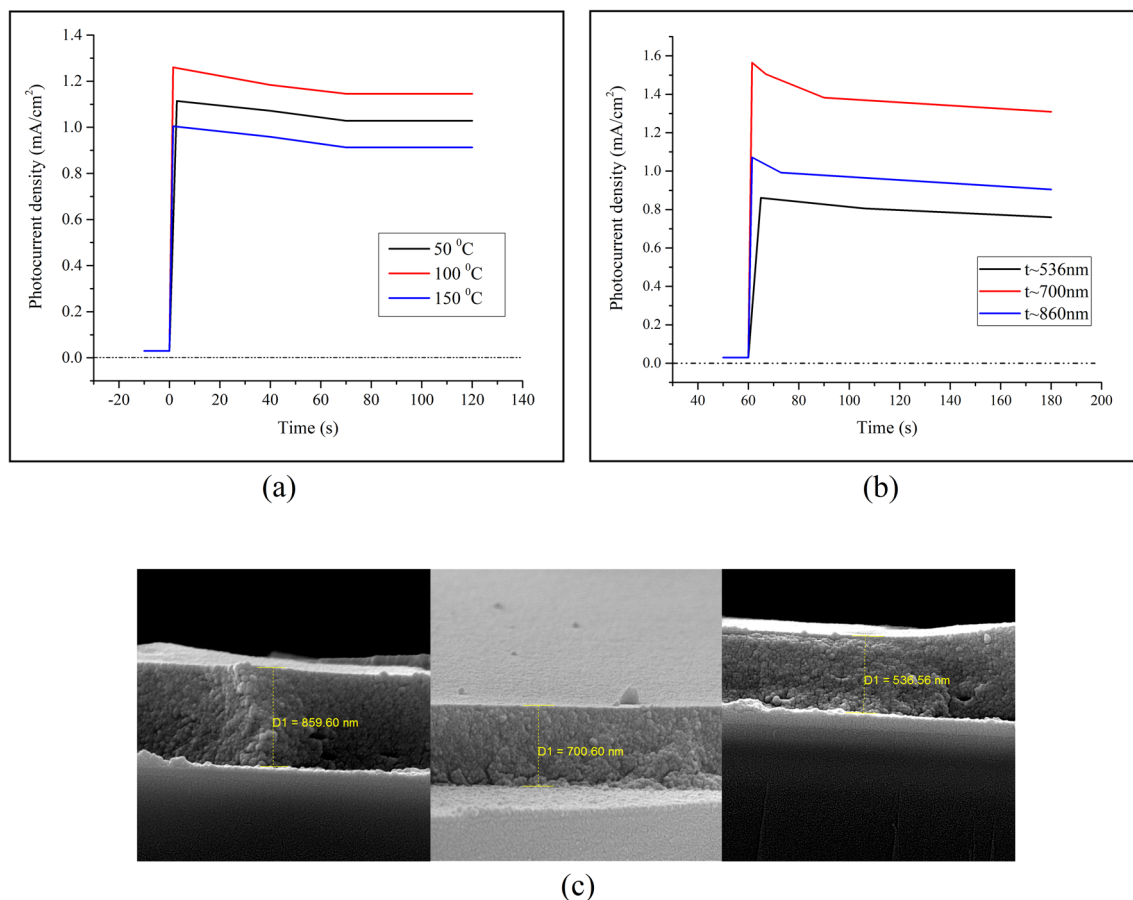 1.4
1.2
1.0
0.8
0.6
0.4
0.2
0.0
Photocurrent density (mA/cm²)
50 ⁰C
100 ⁰C
150 ⁰C
-20 0 20 40 60 80 100 120 140
Time (s)
(a)
1.6
1.4
1.2
1.0
0.8
0.6
0.4
0.2
0.0
Photocurrent density (mA/cm²)
t~536nm
t~700nm
t~860nm
40 60 80 100 120 140 160 180 200
Time (s)
(b)
D1 = 859.60 nm
D1 = 700.60 nm
D1 = 536.56 nm
(c)